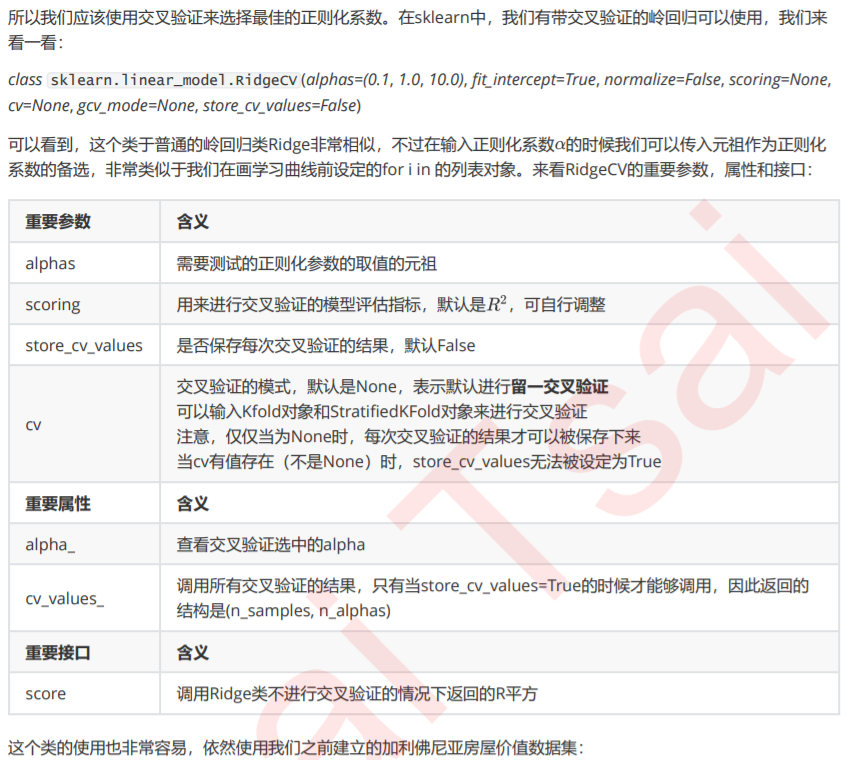 所以我们应该使用交叉验证来选择最佳的正则化系数。在sklearn中，我们有带交叉验证的岭回归可以使用，我们来
看一看：
class sklearn.linear_model.RidgeCV (alphas=(0.1, 1.0, 10.0), fit_intercept=True, normalize=False, scoring=None,
cv=None, gcv_mode=None, store_cv_values=False)
可以看到，这个类于普通的岭回归类Ridge非常相似，不过在输入正则化系数α的时候我们可以传入元祖作为正则化
系数的备选，非常类似于我们在画学习曲线前设定的for i in 的列表对象。来看RidgeCV的重要参数，属性和接口：
重要参数 含义
alphas 需要测试的正则化参数的取值的元祖
scoring 用来进行交叉验证的模型评估指标，默认是R²，可自行调整
store_cv_values 是否保存每次交叉验证的结果，默认False
cv
交叉验证的模式，默认是None，表示默认进行留一交叉验证
可以输入Kfold对象和StratifiedKFold对象来进行交叉验证
注意，仅仅当为None时，每次交叉验证的结果才可以被保存下来
当cv有值存在（不是None）时，store_cv_values无法被设定为True
重要属性 含义
alpha_ 查看交叉验证选中的alpha
cv_values_
调用所有交叉验证的结果，只有当store_cv_values=True的时候才能够调用，因此返回的
结构是(n_samples, n_alphas)
重要接口 含义
score 调用Ridge类不进行交叉验证的情况下返回的R平方
这个类的使用也非常容易，依然使用我们之前建立的加利佛尼亚房屋价值数据集：
ai Tsai